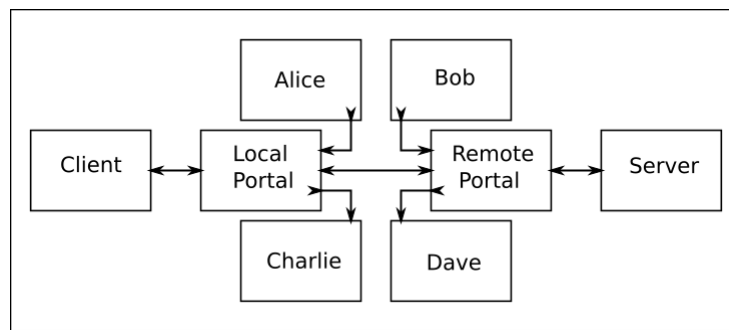 Alice
Bob
Client
Local
Portal
Remote
Portal
Server
Charlie
Dave